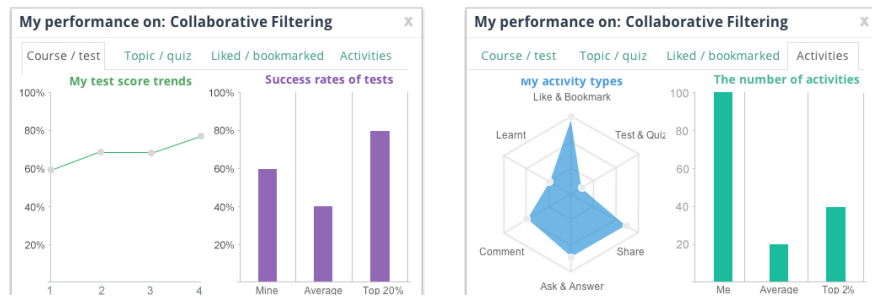 My performance on: Collaborative Filtering x
Course / test Topic / quiz Liked / bookmarked Activities
My test score trends
100%
80%
60%
40%
20%
1 2 3 4
Success rates of tests
100%
80%
60%
40%
20%
Mine Average Top 20%
My performance on: Collaborative Filtering x
Course / test Topic / quiz Liked / bookmarked Activities
My activity types
Like & Bookmark
Learnt Test & Quiz
Comment Share
Ask & Answer
The number of activities
100
80
60
40
20
Me Average Top 2%